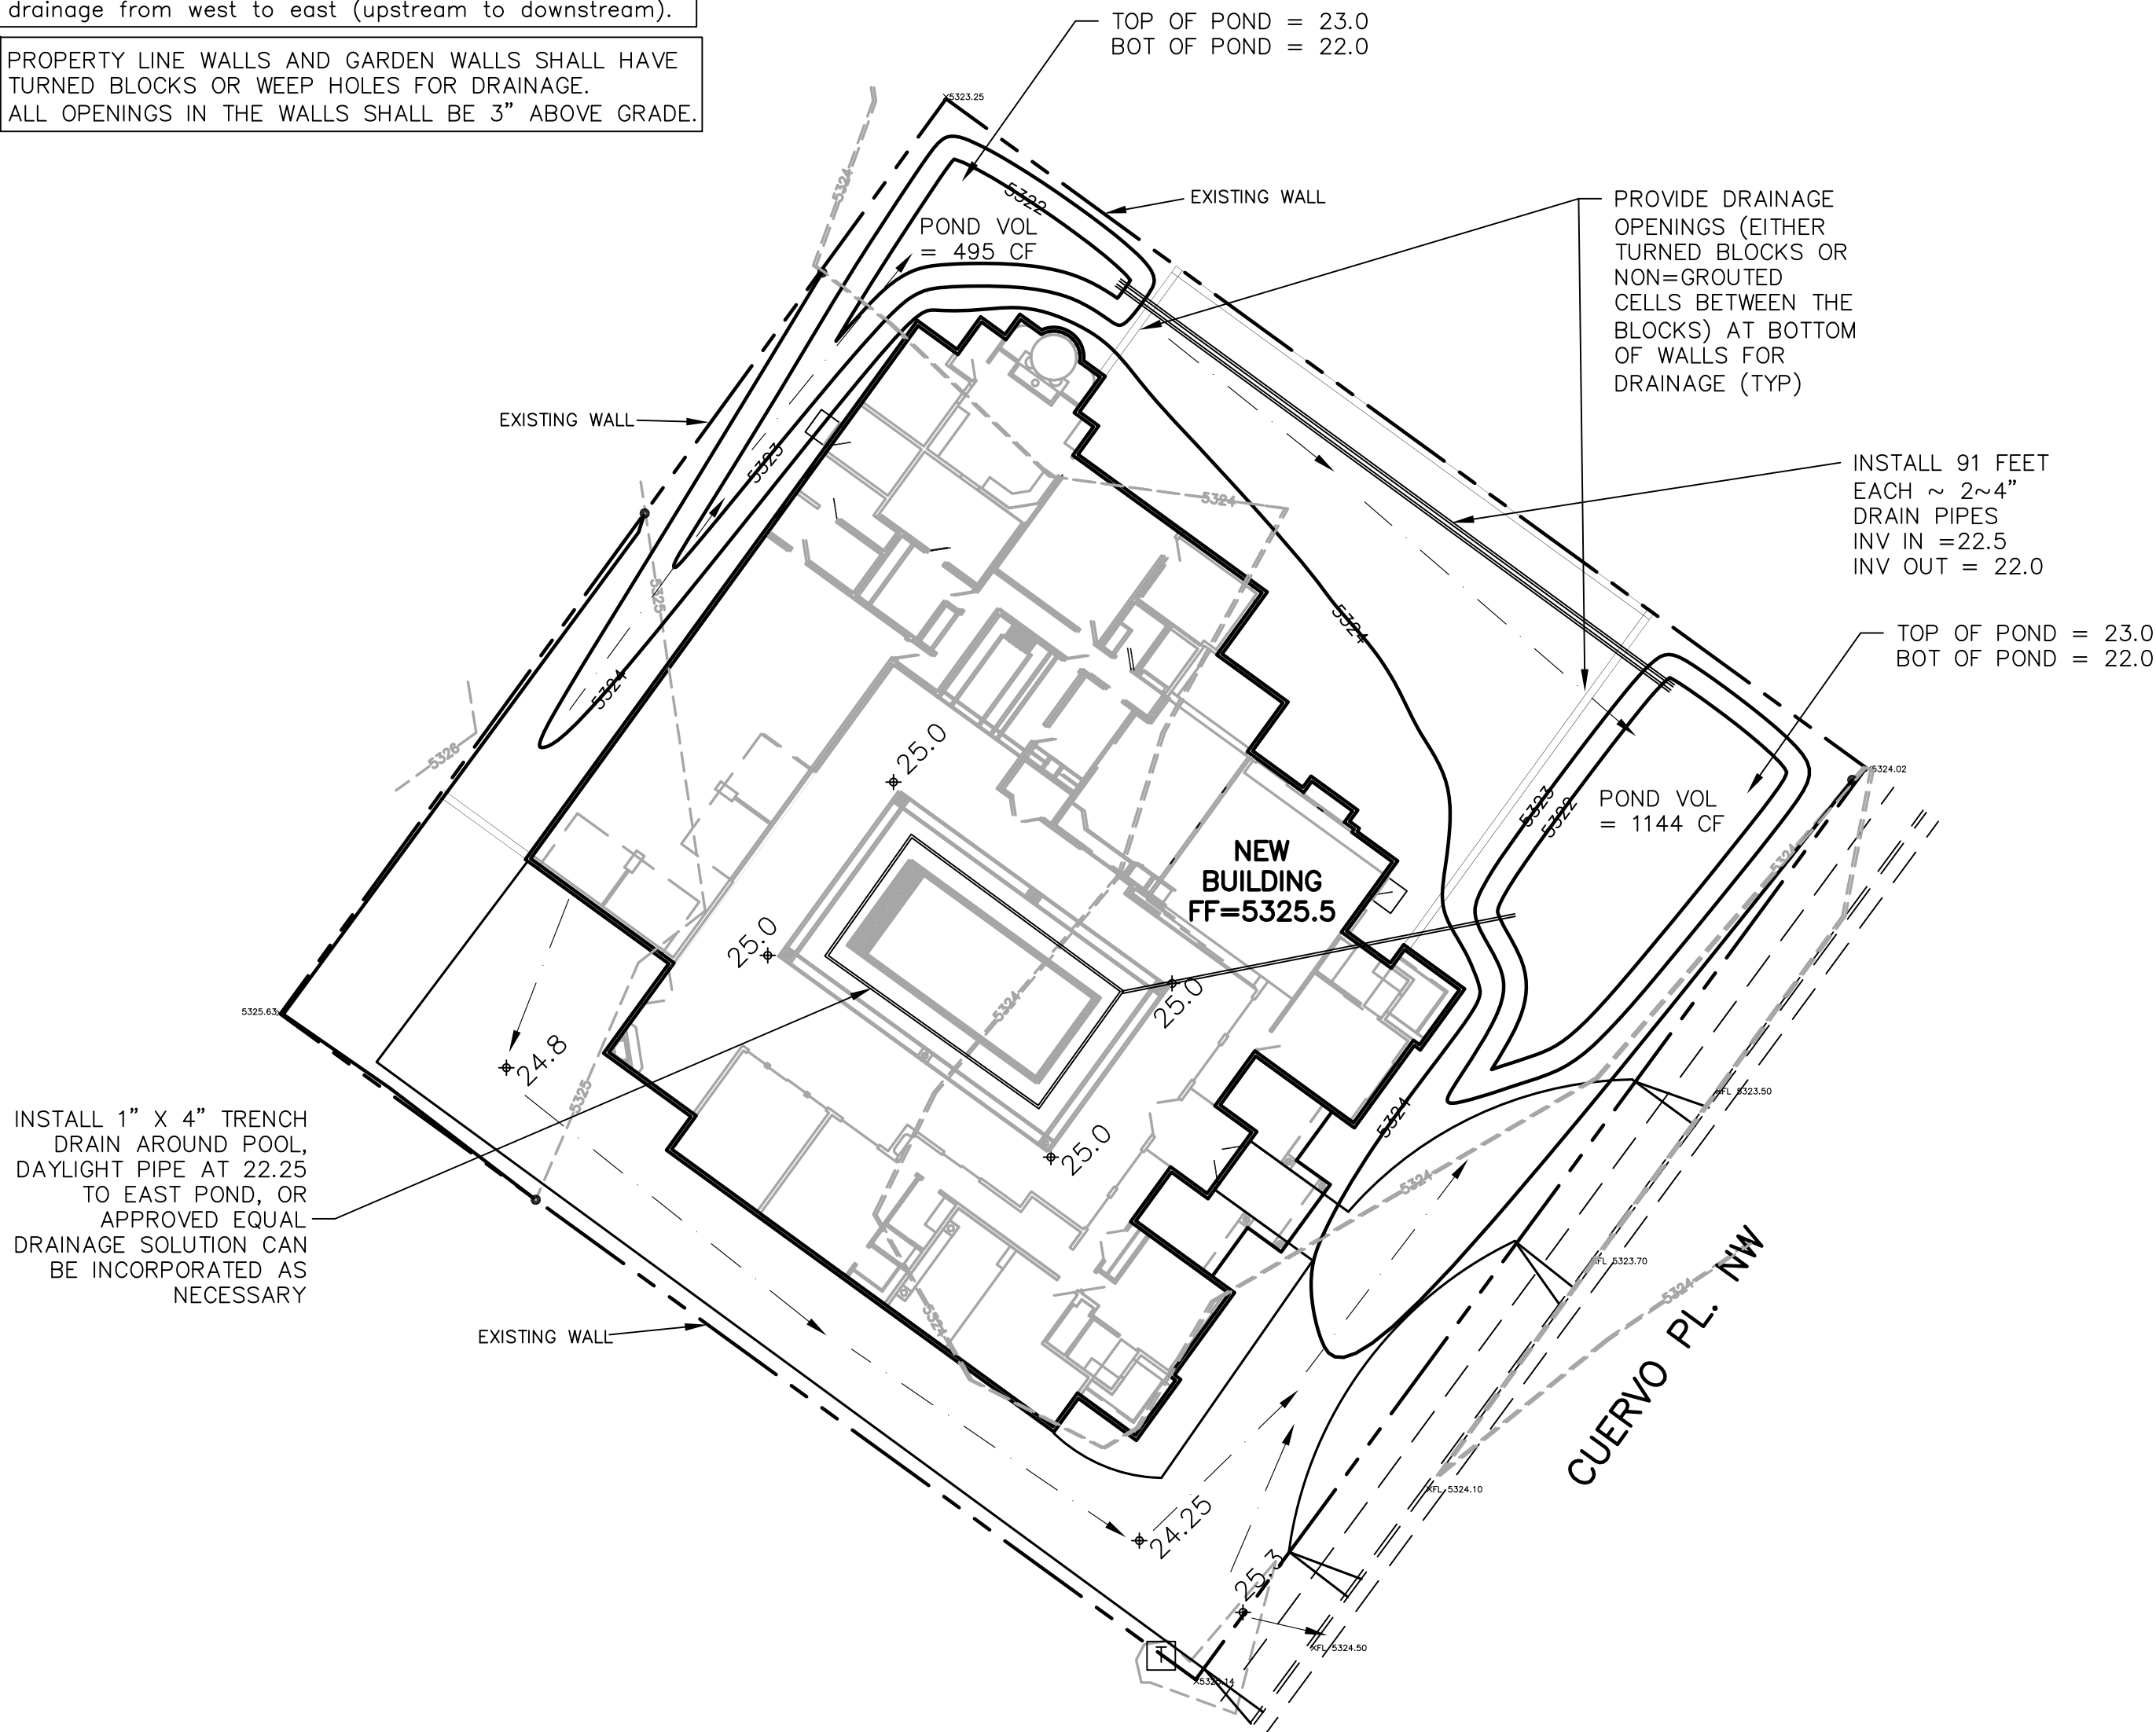 drainage from west to east (upstream to downstream).
PROPERTY LINE WALLS AND GARDEN WALLS SHALL HAVE
TURNED BLOCKS OR WEEP HOLES FOR DRAINAGE.
ALL OPENINGS IN THE WALLS SHALL BE 3” ABOVE GRADE.
TOP OF POND = 23.0
BOT OF POND = 22.0
5323.25
5324
5322
EXISTING WALL
POND VOL
= 495 CF
PROVIDE DRAINAGE
OPENINGS (EITHER
TURNED BLOCKS OR
NON=GROUTED
CELLS BETWEEN THE
BLOCKS) AT BOTTOM
OF WALLS FOR
DRAINAGE (TYP)
EXISTING WALL
5323
INSTALL 91 FEET
EACH ~ 2~4”
DRAIN PIPES
INV IN =22.5
INV OUT = 22.0
5324
5325
5324
TOP OF POND = 23.0
BOT OF POND = 22.0
5324
5326
25.0
5324.02
5323
5322
POND VOL
= 1144 CF
5324
NEW
BUILDING
FF=5325.5
25.0
25.0
5324
5325.63
24.8
5325
25.0
5324
FL 5323.50
INSTALL 1” X 4” TRENCH
DRAIN AROUND POOL,
DAYLIGHT PIPE AT 22.25
TO EAST POND, OR
APPROVED EQUAL
DRAINAGE SOLUTION CAN
BE INCORPORATED AS
NECESSARY
5324
FL 5323.70
5324
5324
EXISTING WALL
CUERVO PL. NW
FL 5324.10
24.25
25.3
FL 5324.50
T